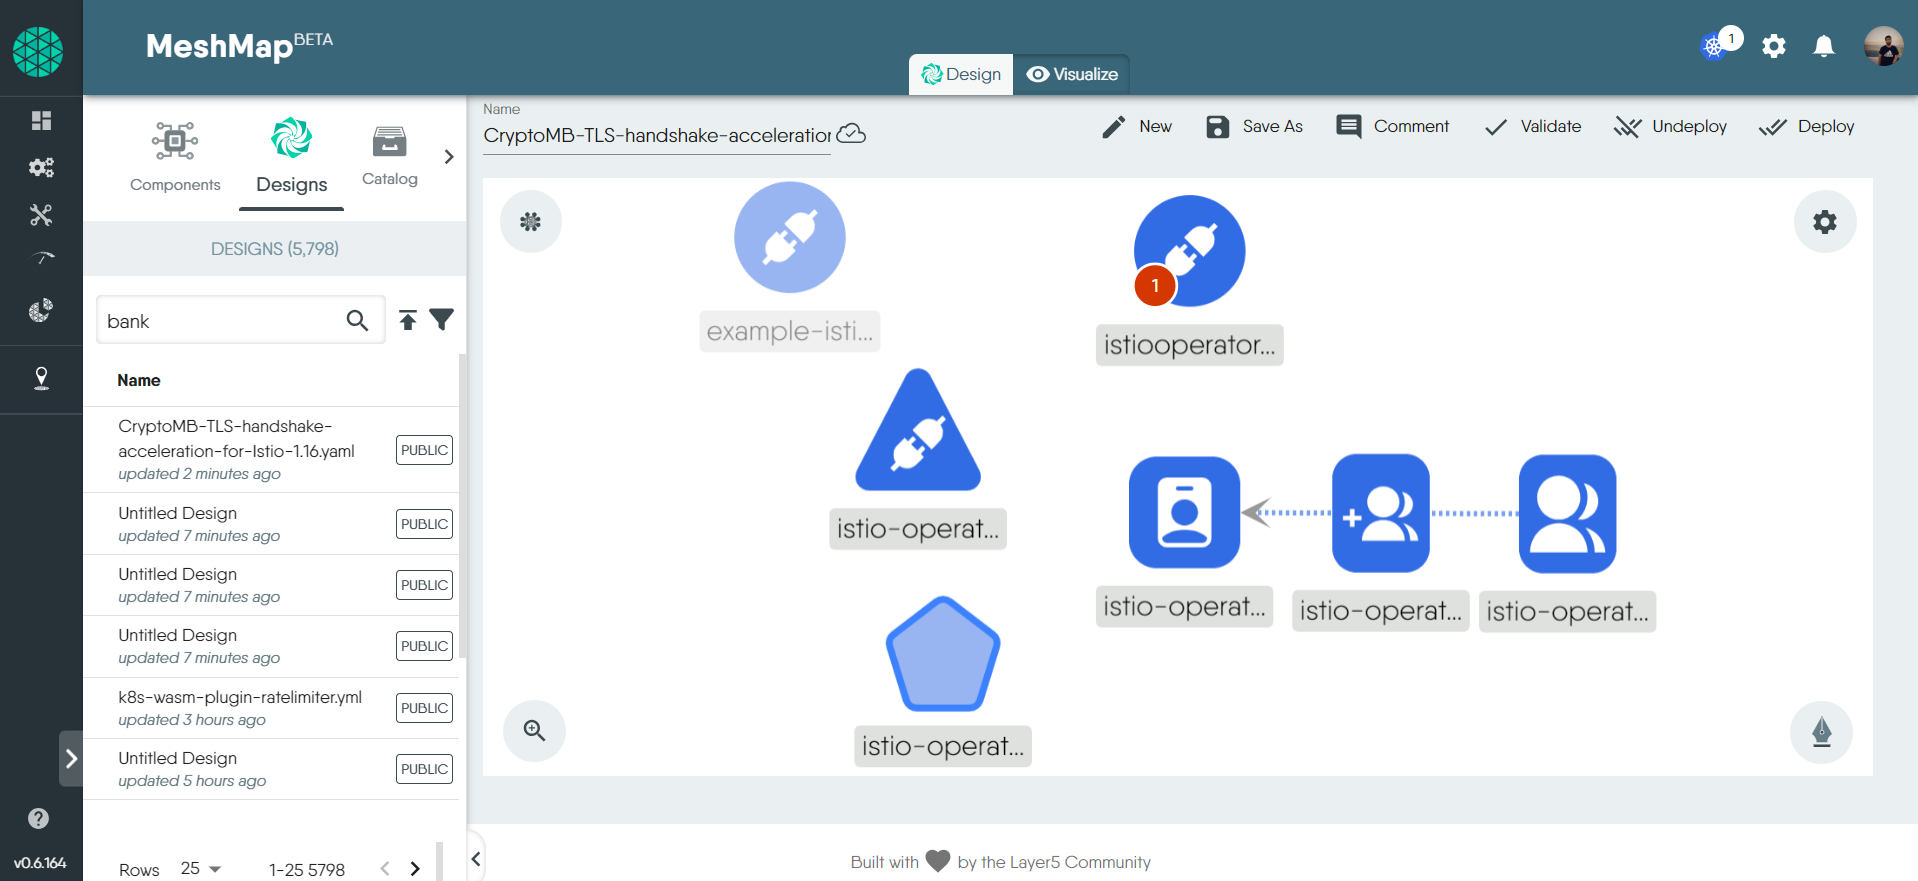 MeshMap BETA
1
Design
Visualize
Components
Designs
Catalog
DESIGNS (5,798)
bank
Name
CryptoMB-TLS-handshake-
acceleration-for-Istio-1.16.yaml
updated 2 minutes ago
PUBLIC
Untitled Design
updated 7 minutes ago
PUBLIC
Untitled Design
updated 7 minutes ago
PUBLIC
Untitled Design
updated 7 minutes ago
PUBLIC
k8s-wasm-plugin-ratelimiter.yml
updated 3 hours ago
PUBLIC
Untitled Design
updated 5 hours ago
PUBLIC
Rows 25 1-25 5798
v0.6.164
Name
CryptoMB-TLS-handshake-acceleration
New
Save As
Comment
Validate
Undeploy
Deploy
example-isti...
1
istiooperator...
istio-operat...
istio-operat...
istio-operat...
istio-operat...
istio-operat...
Built with by the Layer5 Community